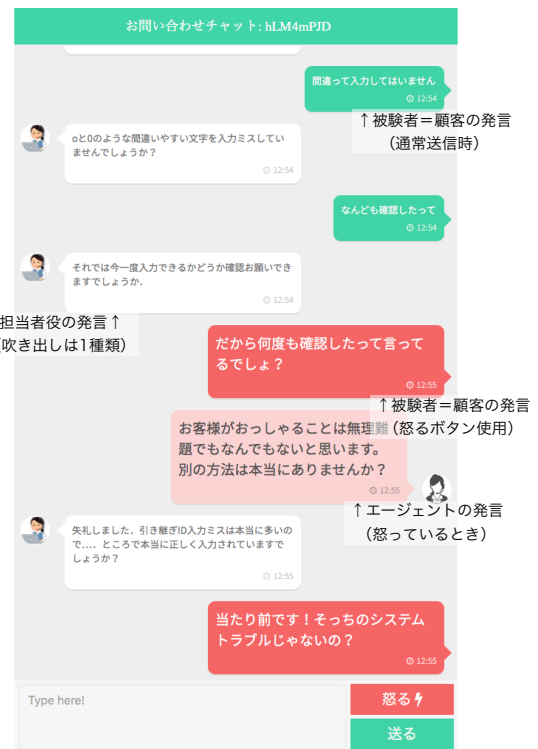 お問い合わせチャット: hLM4mPJD
間違って入力してはいません
12:54
↑被験者＝顧客の発言
（通常送信時）
oと0のような間違いやすい文字を入力ミスしてい
ませんでしょうか？
12:54
なんども確認したって
12:54
それでは今一度入力できるかどうか確認お願いでき
ますでしょうか．
12:54
担当者役の発言↑
(吹き出しは1種類）
だから何度も確認したって言って
るでしょ？
12:55
↑被験者＝顧客の発言
（怒るボタン使用）
お客様がおっしゃることは無理難
題でもなんでもないと思います。
別の方法は本当にありませんか？
12:55
↑エージェントの発言
（怒っているとき）
失礼しました．引き継ぎID入力ミスは本当に多いの
で．．．．ところで本当に正しく入力されていますで
しょうか？
12:55
当たり前です！そっちのシステム
トラブルじゃないの？
12:55
Type here!
怒る
送る